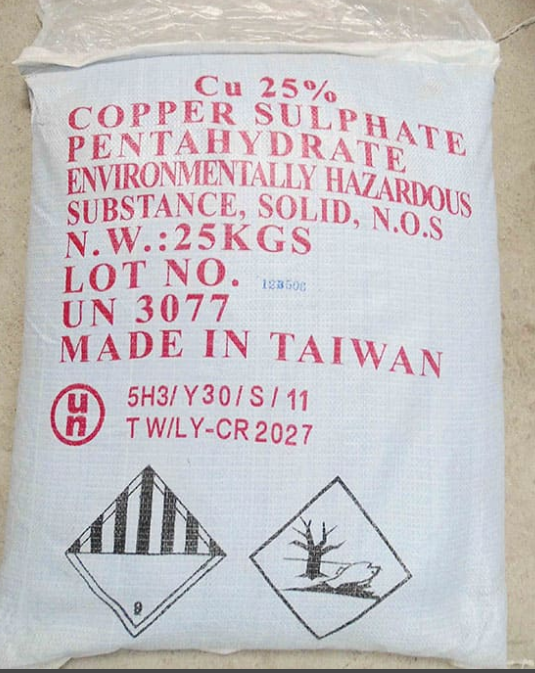 Cu 25%
COPPER SULPHATE
PENTAHYDRATE
ENVIRONMENTALLY HAZARDOUS
SUBSTANCE, SOLID, N.O.S
N.W.:25KGS
LOT NO.
UN 3077
MADE IN TAIWAN
un 5H3/Y30/S/11
TW/LY-CR2027
9